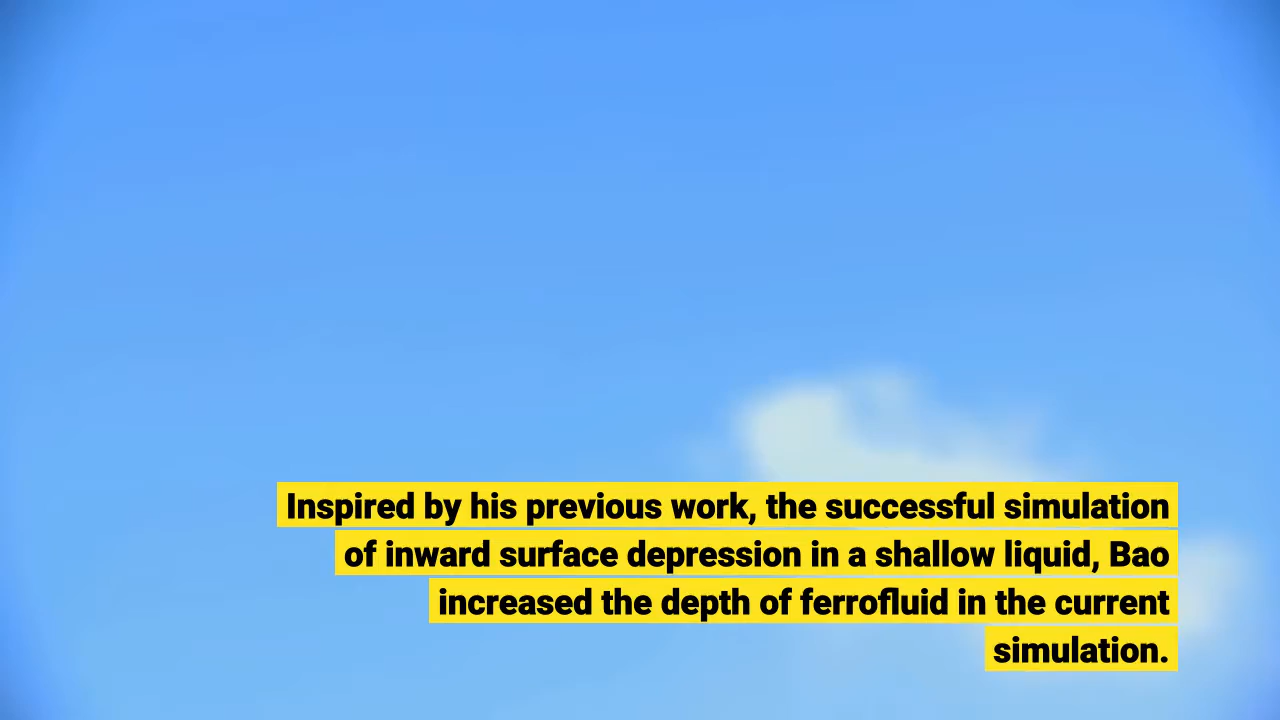 Inspired by his previous work, the successful simulation
of inward surface depression in a shallow liquid, Bao
increased the depth of ferrofluid in the current
simulation.